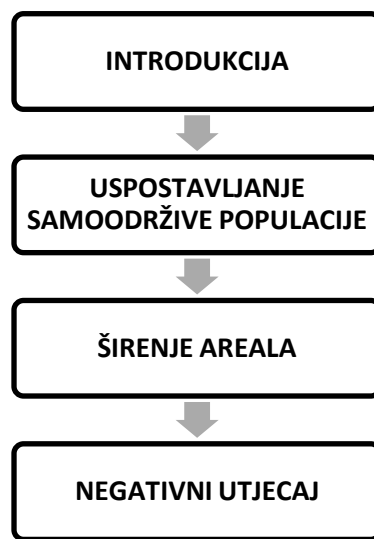 INTRODUKCIJA
USPOSTAVLJANJE
SAMOODRŽIVE POPULACIJE
ŠIRENJE AREALA
NEGATIVNI UTJECAJ